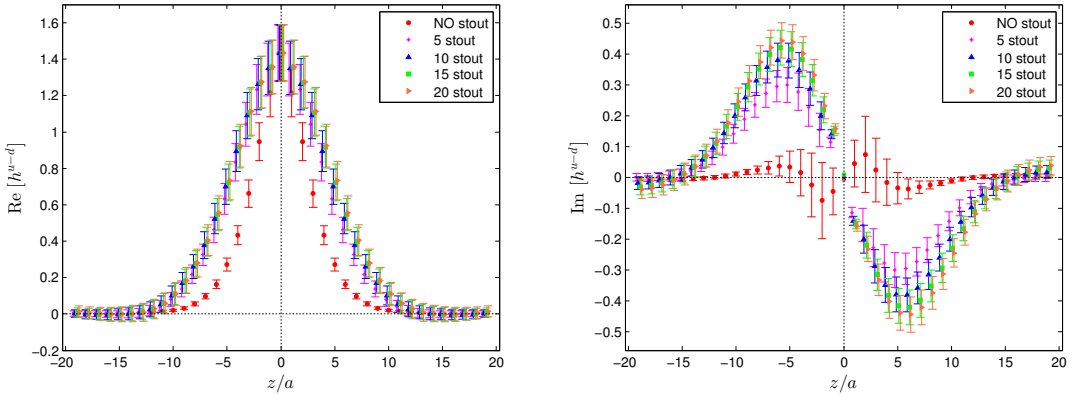 Re [h^{u−d}]
1.6
1.4
1.2
1
0.8
0.6
0.4
0.2
0
−0.2
−20 −15 −10 −5 0 5 10 15 20
z/a
NO stout
5 stout
10 stout
15 stout
20 stout
Im [h^{u−d}]
0.5
0.4
0.3
0.2
0.1
0
−0.1
−0.2
−0.3
−0.4
−0.5
−20 −15 −10 −5 0 5 10 15 20
z/a
NO stout
5 stout
10 stout
15 stout
20 stout